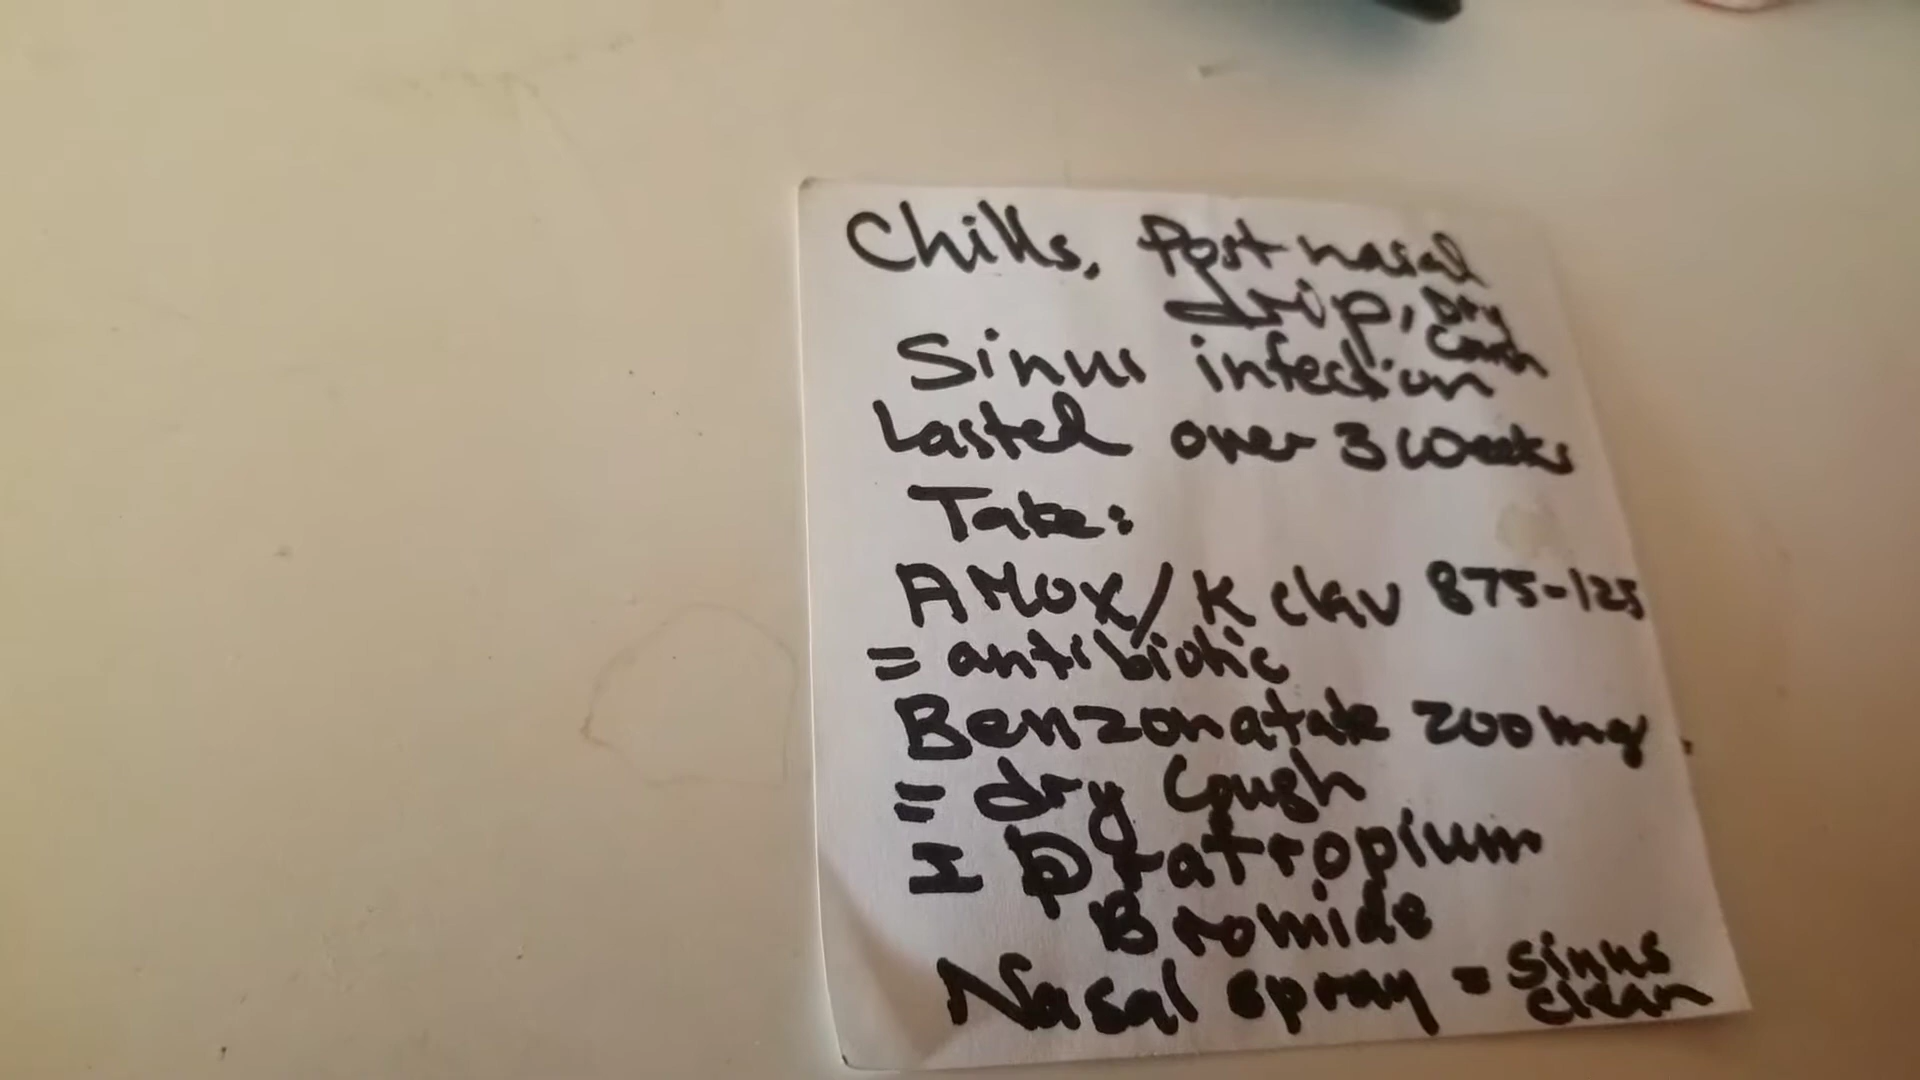 Chills, Post nasal
drip, Dry
Cough
Sinus infection
Lasted over 3 weeks
Take:
AMOX/K clav 875-125
= antibiotic
Benzonatate 200mg.
= dry Cough
Ipratropium
Bromide
Nasal spray = sinus
clean